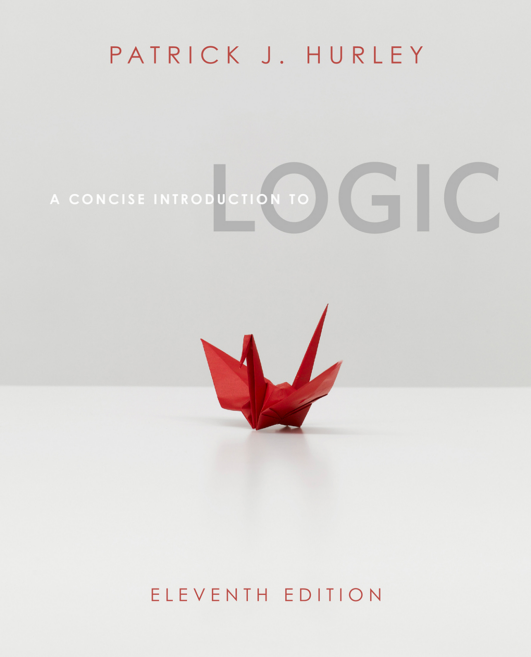 PATRICK J. HURLEY
A CONCISE INTRODUCTION TO LOGIC
ELEVENTH EDITION